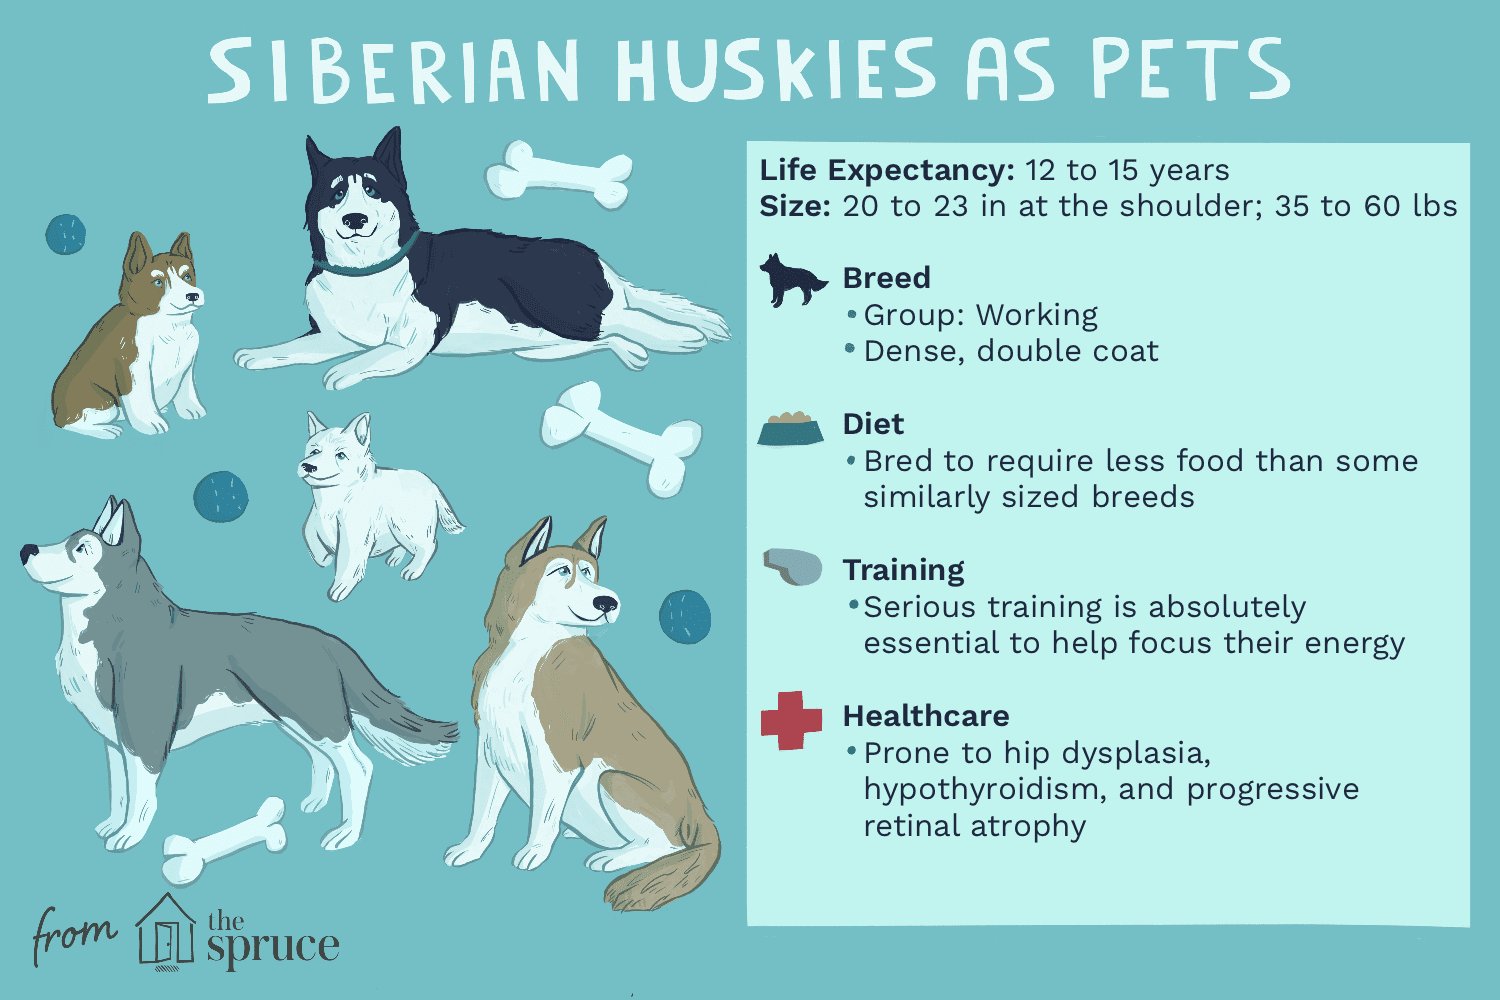 SIBERIAN HUSKIES AS PETS
Life Expectancy: 12 to 15 years
Size: 20 to 23 in at the shoulder; 35 to 60 lbs
Breed
•Group: Working
•Dense, double coat
Diet
•Bred to require less food than some
similarly sized breeds
Training
•Serious training is absolutely
essential to help focus their energy
Healthcare
•Prone to hip dysplasia,
hypothyroidism, and progressive
retinal atrophy
from the spruce